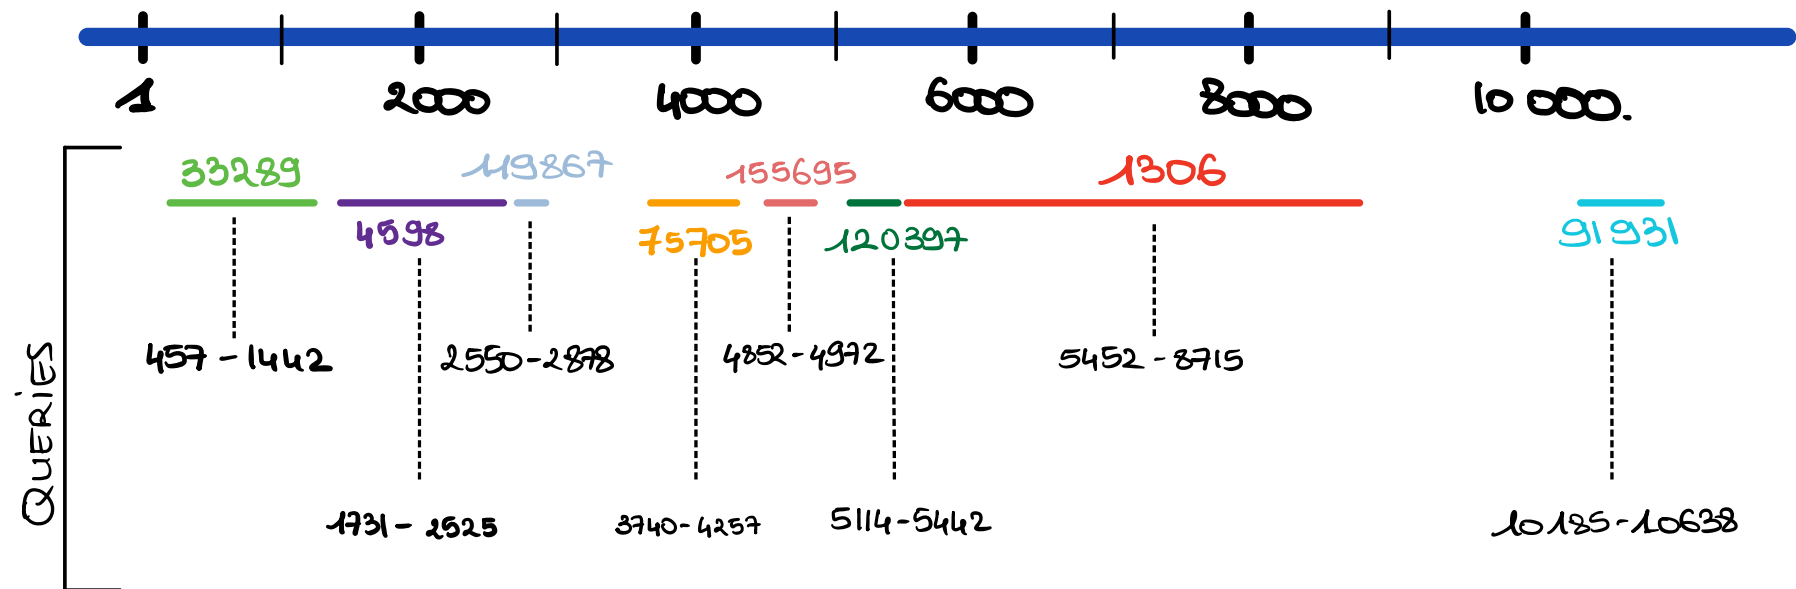 1 2000 4000 6000 8000 10 000.
33289 119867 155695 1306
4598 75705 120397 91931
457 - 1442 2550-2878 4852-4972 5452 - 8715
1731- 2525 3740-4257 5114-5442 10185-10638
QUERiES